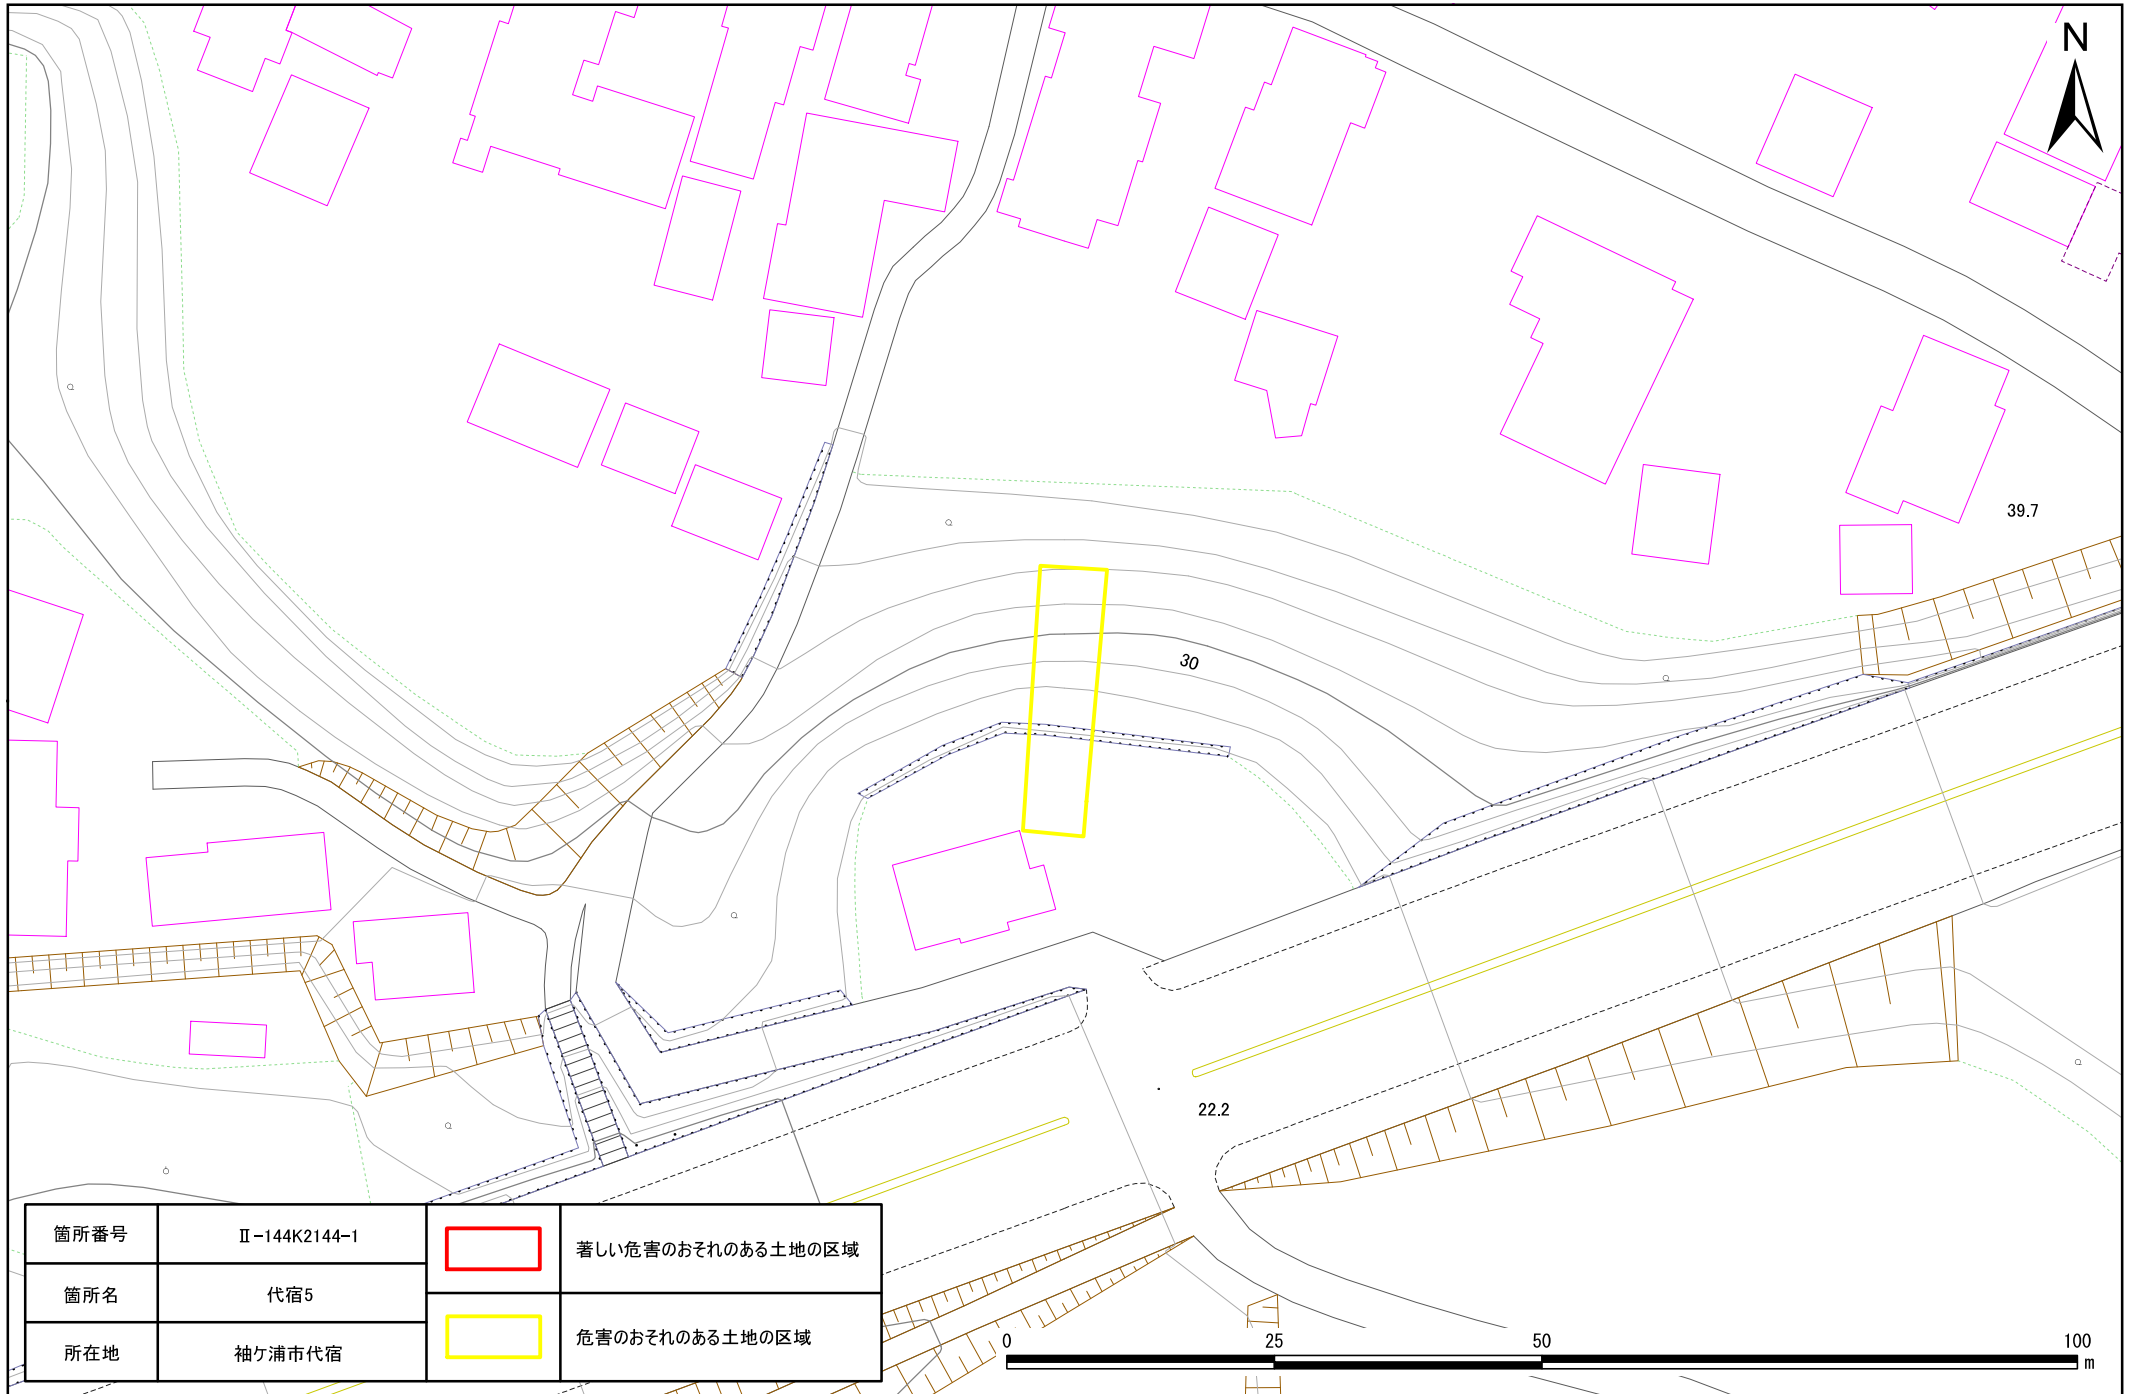 N
39.7
30
22.2
箇所番号 Ⅱ-144K2144-1
箇所名 代宿5
所在地 袖ケ浦市代宿
著しい危害のおそれのある土地の区域
危害のおそれのある土地の区域
0 25 50 100
m